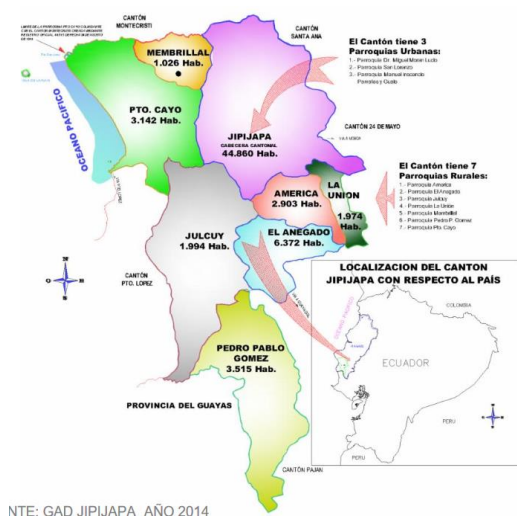 CANTÓN
MONTECRISTI
CANTÓN
SANTA ANA
MEMBRILLAL
1.026 Hab.
El Cantón tiene 3
Parroquias Urbanas:
1.- Parroquia Dr. Miguel Moran Lucio
2.- Parroquia San Lorenzo
3.- Parroquia Manuel Inocencio
Parrales y Guale
PTO. CAYO
3.142 Hab.
OCEANO PACIFICO
JIPIJAPA
CABECERA CANTONAL
44.860 Hab.
CANTÓN 24 DE MAYO
El Cantón tiene 7
Parroquias Rurales:
1.- Parroquia America
2.- Parroquia El Anegado
3.- Parroquia Julcuy
4.- Parroquia La Unión
5.- Parroquia Membrillal
6.- Parroquia Pedro P. Gomez
7.- Parroquia Pto. Cayo
LA
UNION
1.974
Hab.
AMERICA
2.903 Hab.
JULCUY
1.994 Hab.
EL ANEGADO
6.372 Hab.
CANTÓN
PTO. LOPEZ
LOCALIZACION DEL CANTON
JIPIJAPA CON RESPECTO AL PAÍS
OCEANO PACIFICO
COLOMBIA
ECUADOR
PERU
PERU
PEDRO PABLO
GOMEZ
3.515 Hab.
PROVINCIA DEL GUAYAS
CANTÓN PAJAN
NTE: GAD JIPIJAPA AÑO 2014